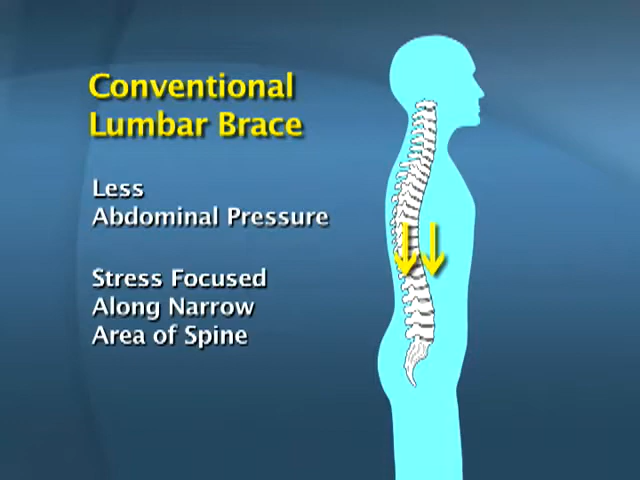 Conventional
Lumbar Brace
Less
Abdominal Pressure
Stress Focused
Along Narrow
Area of Spine